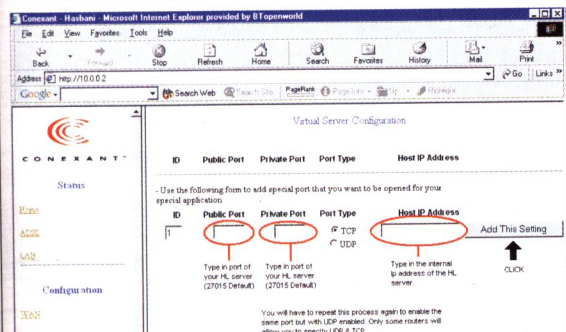 Conexant - Hasbani - Microsoft Internet Explorer provided by BTopenworld
File Edit View Favorites Tools Help
Back Forward Stop Refresh Home Search Favorites History Mail Print »
Address http://10.0.0.2 Go Links »
Google Search Web Search Site PageRank Page Info Up Highlight
CONEXANT™
Status
Home
ADSL
LAN
Configuration
WAN
Virtual Server Configuration
ID Public Port Private Port Port Type Host IP Address
- Use the following form to add special port that you want to be opened for your
special application
ID Public Port Private Port Port Type Host IP Address
1 TCP Add This Setting
UDP
Type in port of
your HL server
(27015 Default)
Type in port of
your HL server
(27015 Default)
Type in the internal
ip address of the HL
server.
CLICK
You will have to repeat this process again to enable the
same port but with UDP enabled. Only some routers will
allow you to specify UDP & TCP